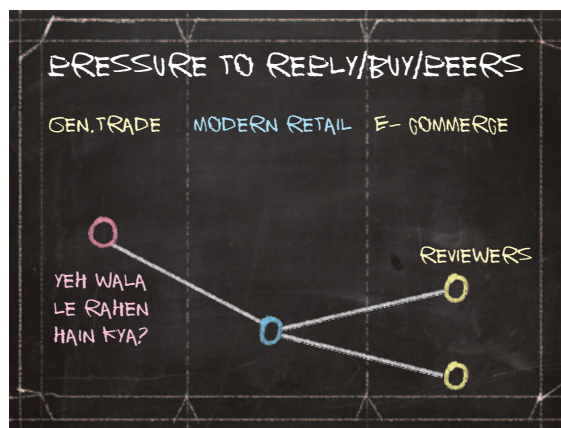 PRESSURE TO REPLY/BUY/PEERS
GEN.TRADE
MODERN RETAIL
E- COMMERCE
REVIEWERS
YEH WALA
LE RAHEN
HAIN KYA?